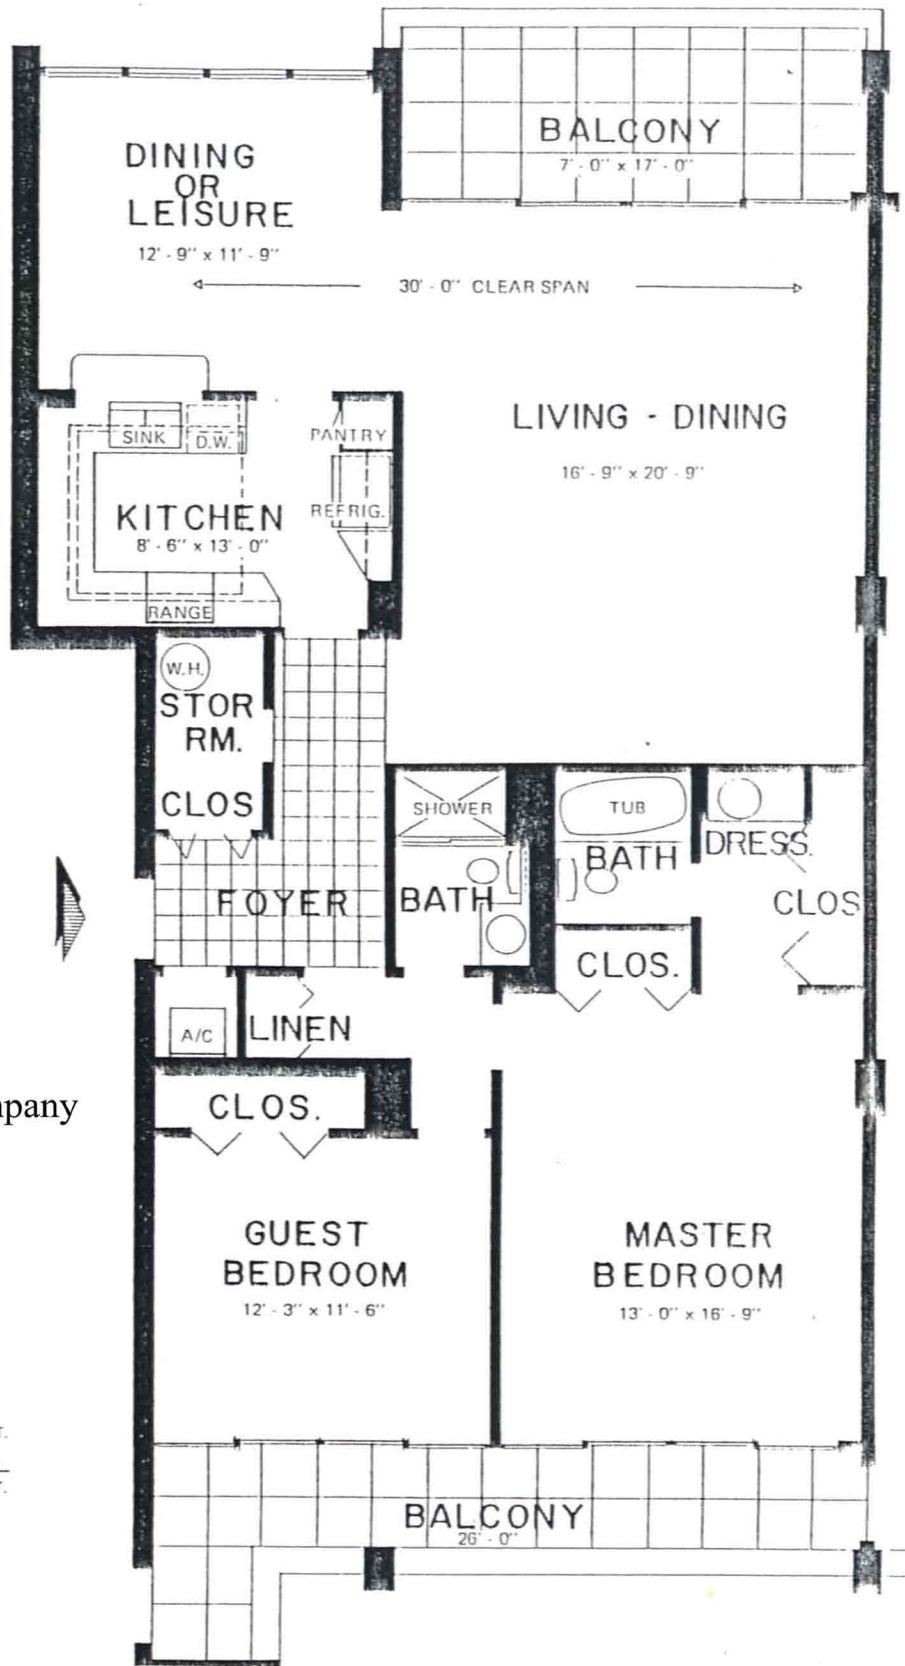 BALCONY
7' - 0" x 17' - 0"
DINING
OR
LEISURE
12' - 9" x 11' - 9"
30' - 0" CLEAR SPAN
LIVING - DINING
16' - 9" x 20' - 9"
SINK
D.W.
PANTRY
KITCHEN
8' - 6" x 13' - 0"
REFRIG.
RANGE
W.H.
STOR
RM.
CLOS
SHOWER
TUB
DRESS.
BATH
BATH
CLOS
FOYER
CLOS.
A/C
LINEN
mpany
CLOS.
GUEST
BEDROOM
12' - 3" x 11' - 6"
MASTER
BEDROOM
13' - 0" x 16' - 9"
BALCONY
26' - 0"